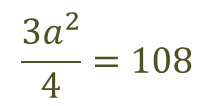 3a²/4 = 108